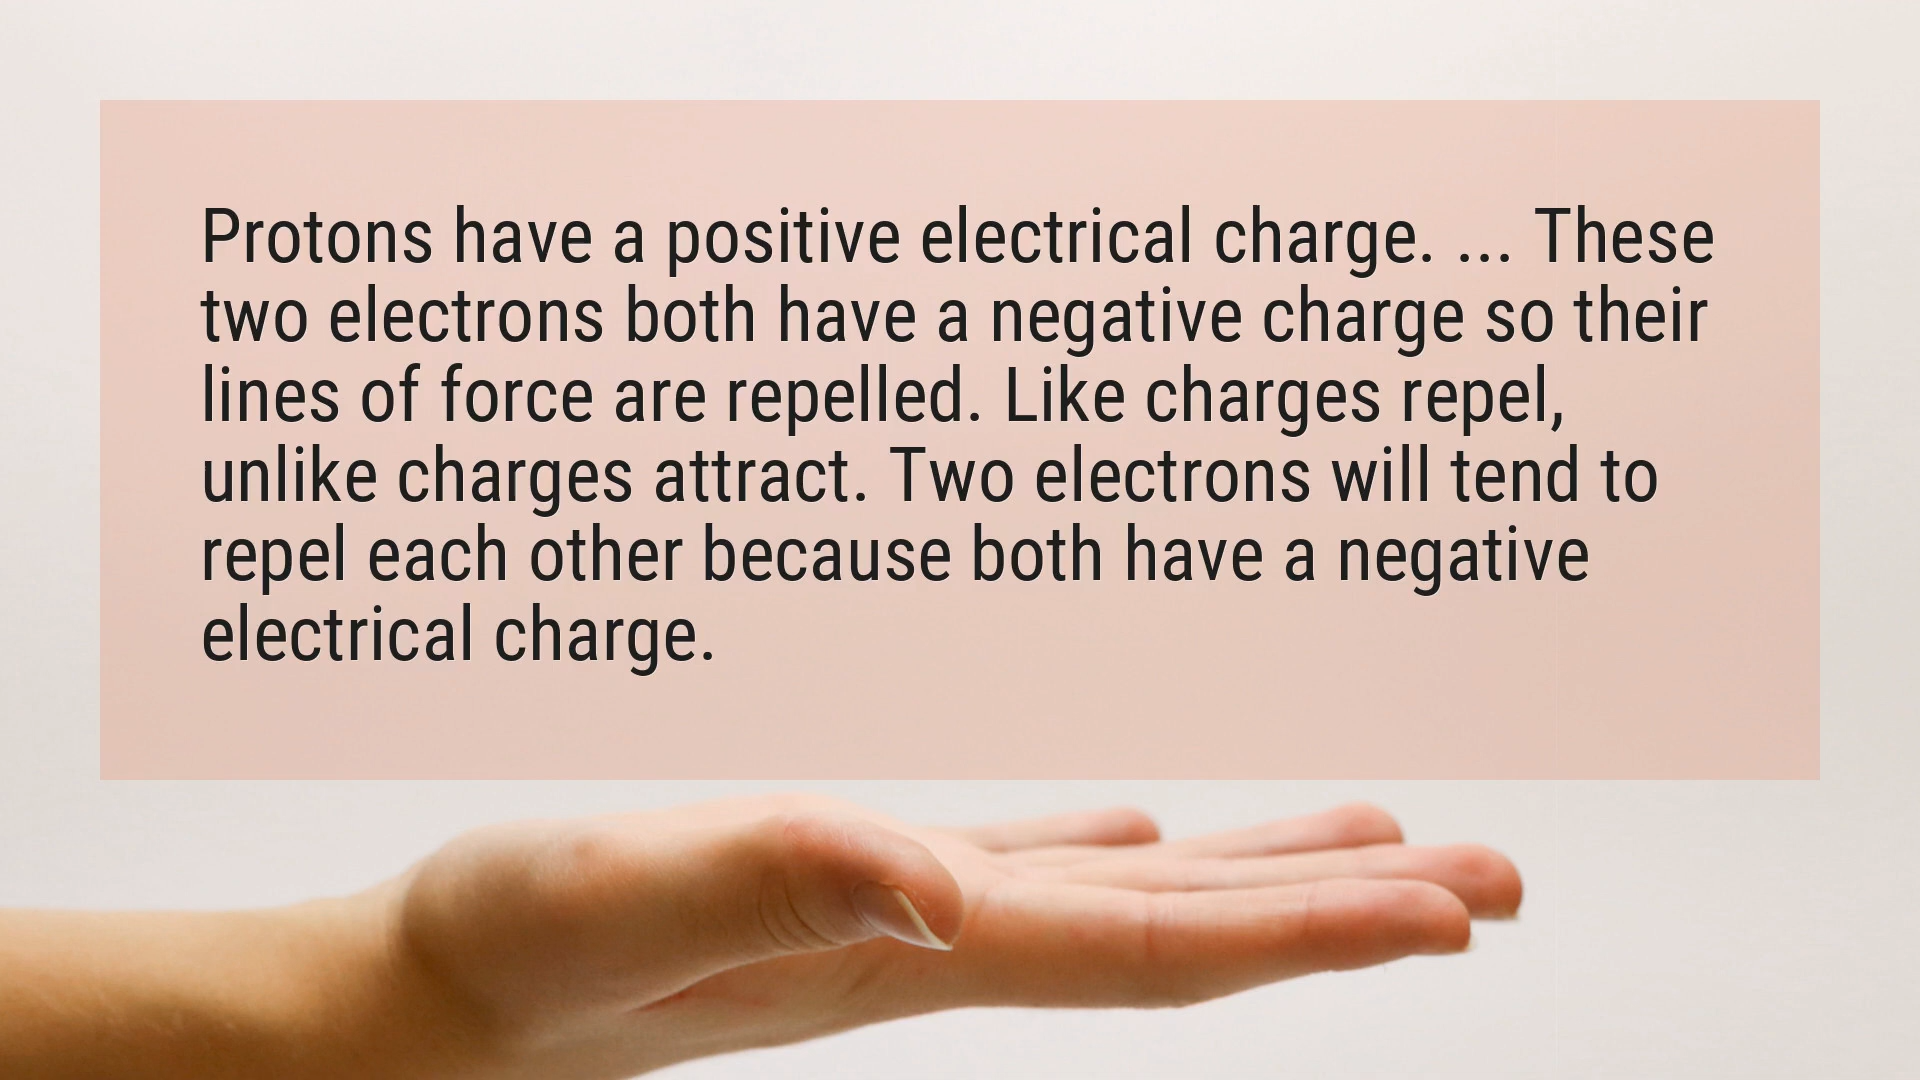 Protons have a positive electrical charge. ... These
two electrons both have a negative charge so their
lines of force are repelled. Like charges repel,
unlike charges attract. Two electrons will tend to
repel each other because both have a negative
electrical charge.